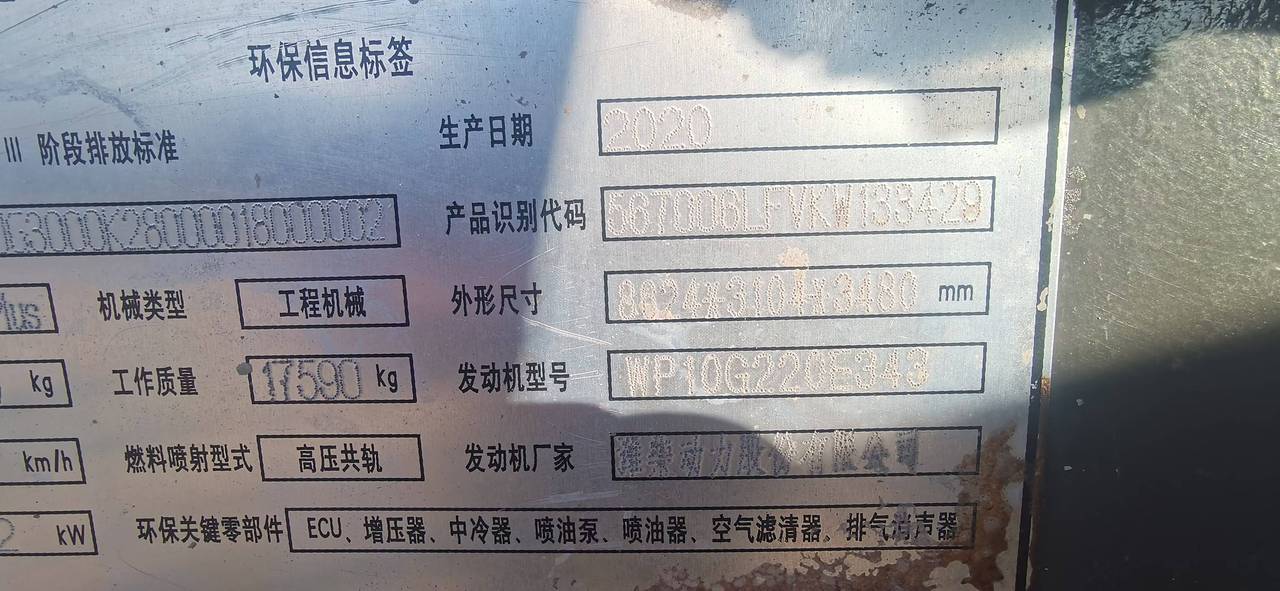 环保信息标签
III 阶段排放标准
生产日期 2020
3000K28000018000002
产品识别代码 567006LFVKW133429
Plus
机械类型 工程机械
外形尺寸 8024*3104*3480 mm
kg
工作质量 17590 kg
发动机型号 WP10G220E343
km/h
燃料喷射型式 高压共轨
发动机厂家 潍柴动力股份有限公司
2 kW
环保关键零部件 ECU、增压器、中冷器、喷油泵、喷油器、空气滤清器、排气消声器